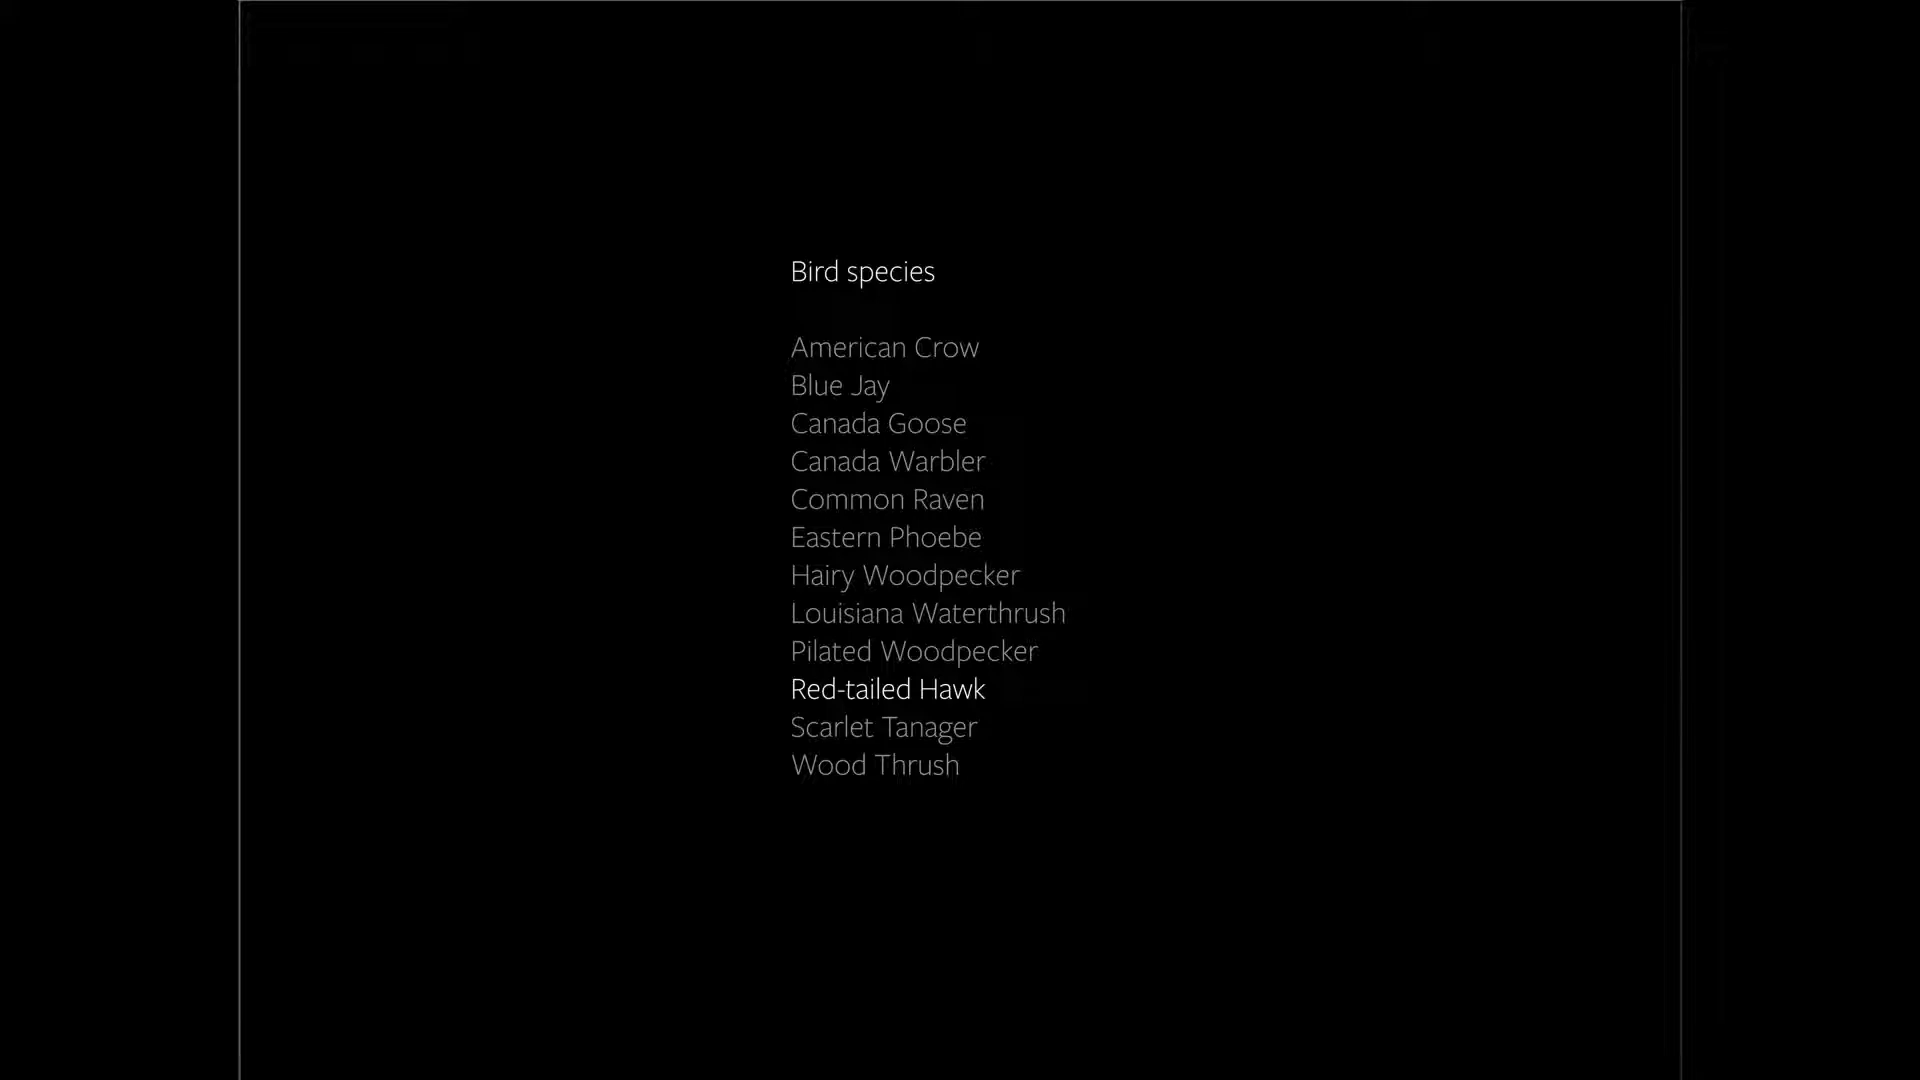 Bird species
American Crow
Blue Jay
Canada Goose
Canada Warbler
Common Raven
Eastern Phoebe
Hairy Woodpecker
Louisiana Waterthrush
Pilated Woodpecker
Red-tailed Hawk
Scarlet Tanager
Wood Thrush